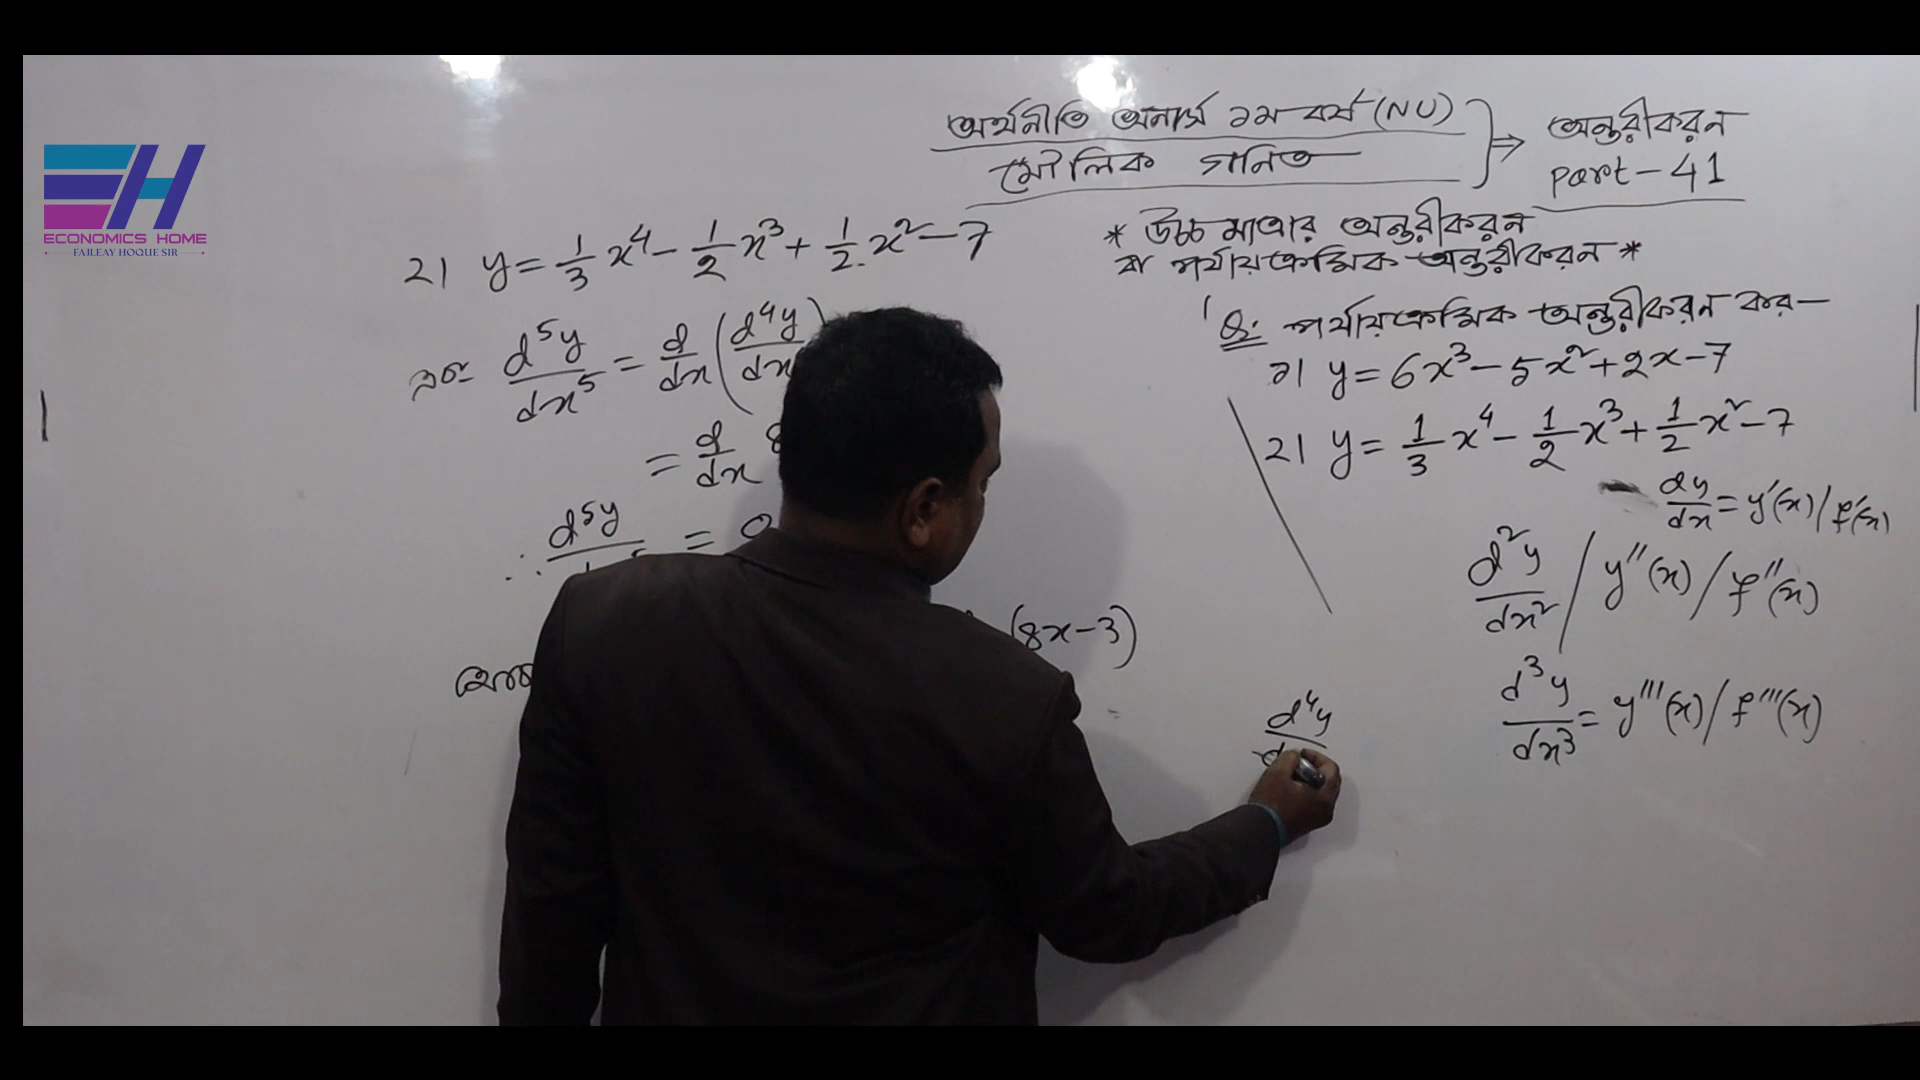 ECONOMICS HOME
FAJLEAY HOQUE SIR
অর্থনীতি অনার্স ১ম বর্ষ (NU)
মৌলিক গনিত
⇒ অন্তরীকরন
part-41
* উচ্চ মাত্রার অন্তরীকরন
বা পর্যায়ক্রমিক অন্তরীকরন *
Q: পর্যায়ক্রমিক অন্তরীকরন কর—
১। y = 6x³ - 5x² + 2x - 7
২। y = 1/3 x⁴ - 1/2 x³ + 1/2 x² - 7
dy/dx = y'(x) / f'(x)
d²y/dx² / y''(x) / f''(x)
d³y/dx³ = y'''(x) / f'''(x)
২। y = 1/3 x⁴ - 1/2 x³ + 1/2 x² - 7
d⁵y/dx⁵ = d/dx (d⁴y/dx
= d/dx 8
∴ d⁵y = 0
(8x-3)
d⁴y